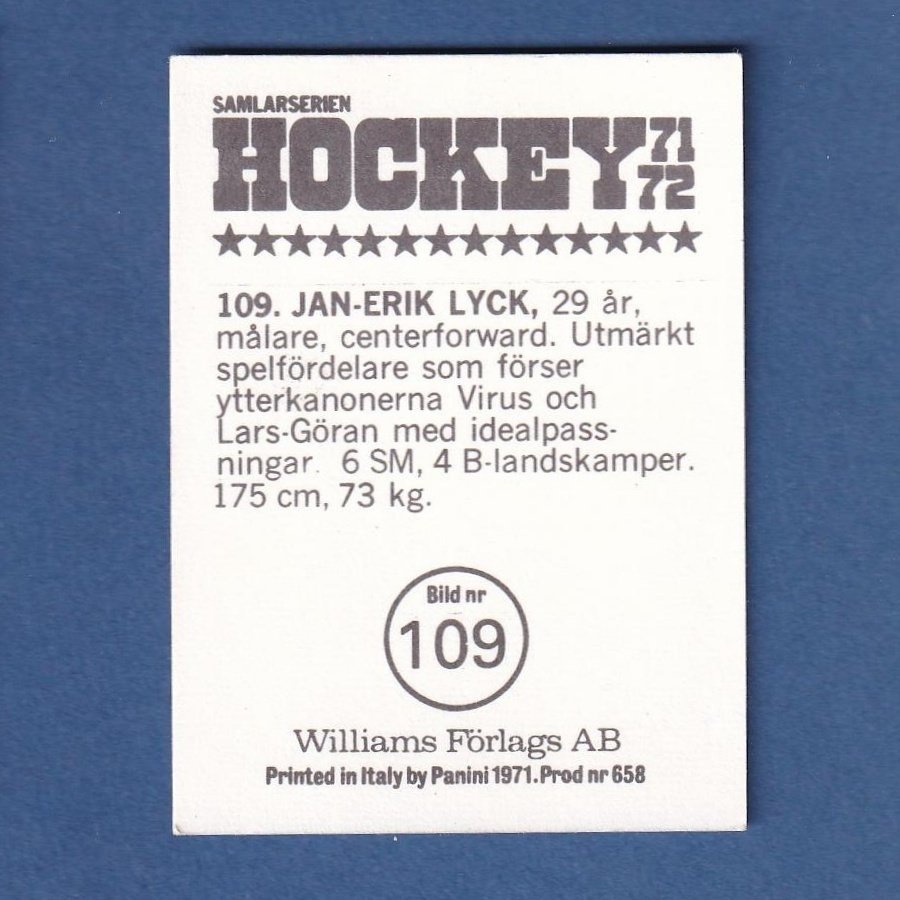 SAMLARSERIEN
HOCKEY 71 72
109. JAN-ERIK LYCK, 29 år,
målare, centerforward. Utmärkt
spelfördelare som förser
ytterkanonerna Virus och
Lars-Göran med idealpass-
ningar. 6 SM, 4 B-landskamper.
175 cm, 73 kg.
Bild nr
109
Williams Förlags AB
Printed in Italy by Panini 1971. Prod nr 658